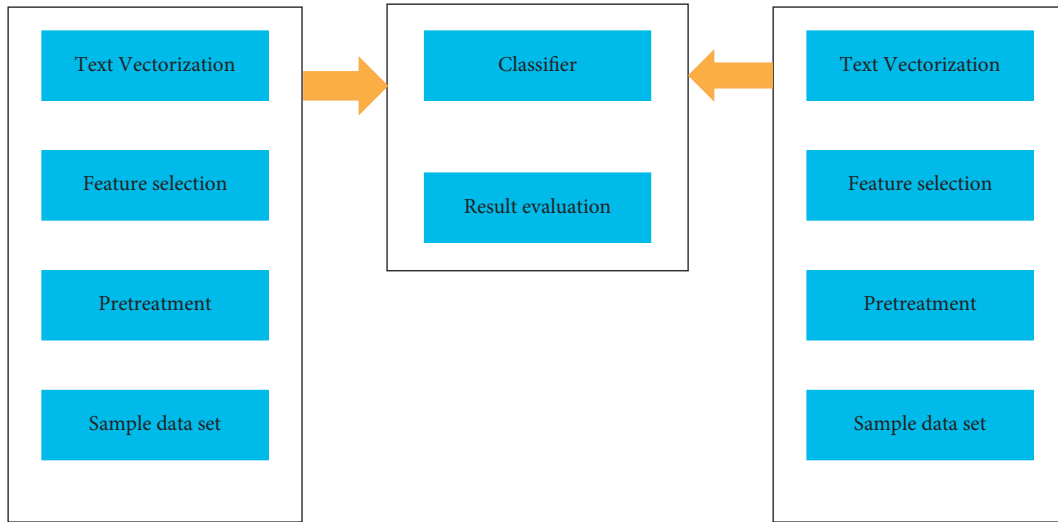 Text Vectorization
Feature selection
Pretreatment
Sample data set
Classifier
Result evaluation
Text Vectorization
Feature selection
Pretreatment
Sample data set